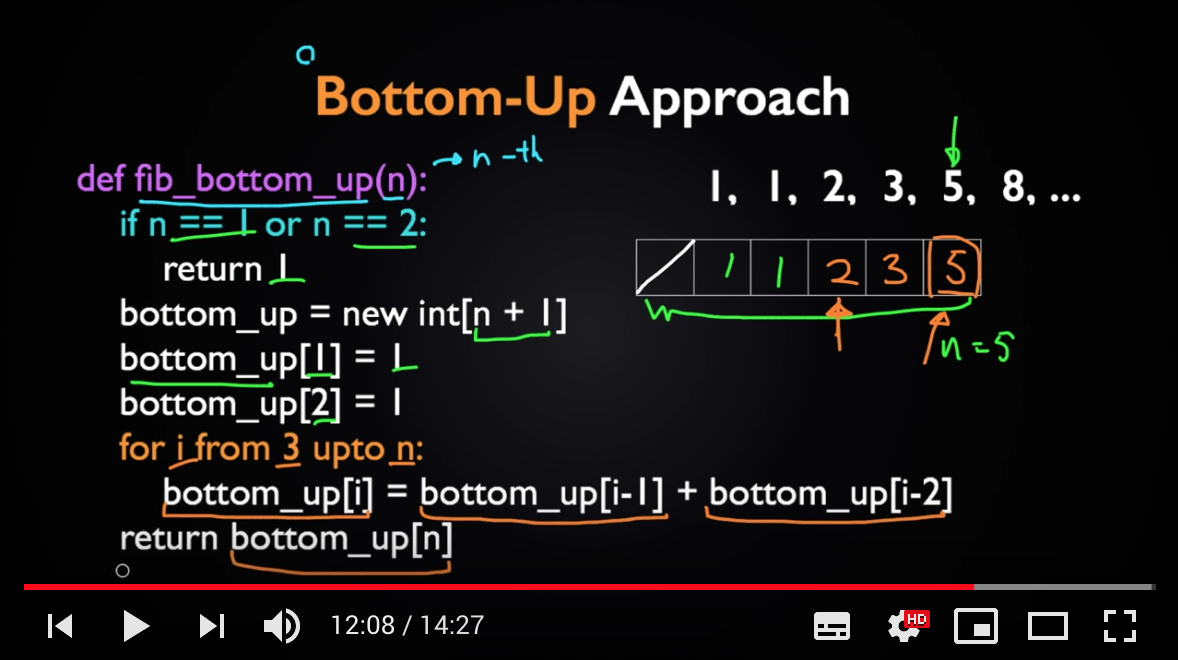 Bottom-Up Approach
def fib_bottom_up(n): → n-th
if n == 1 or n == 2:
return 1
bottom_up = new int[n + 1]
bottom_up[1] = 1
bottom_up[2] = 1
for i from 3 upto n:
bottom_up[i] = bottom_up[i-1] + bottom_up[i-2]
return bottom_up[n]
1, 1, 2, 3, 5, 8, ...
1 1 2 3 5
n = 5
12:08 / 14:27
HD